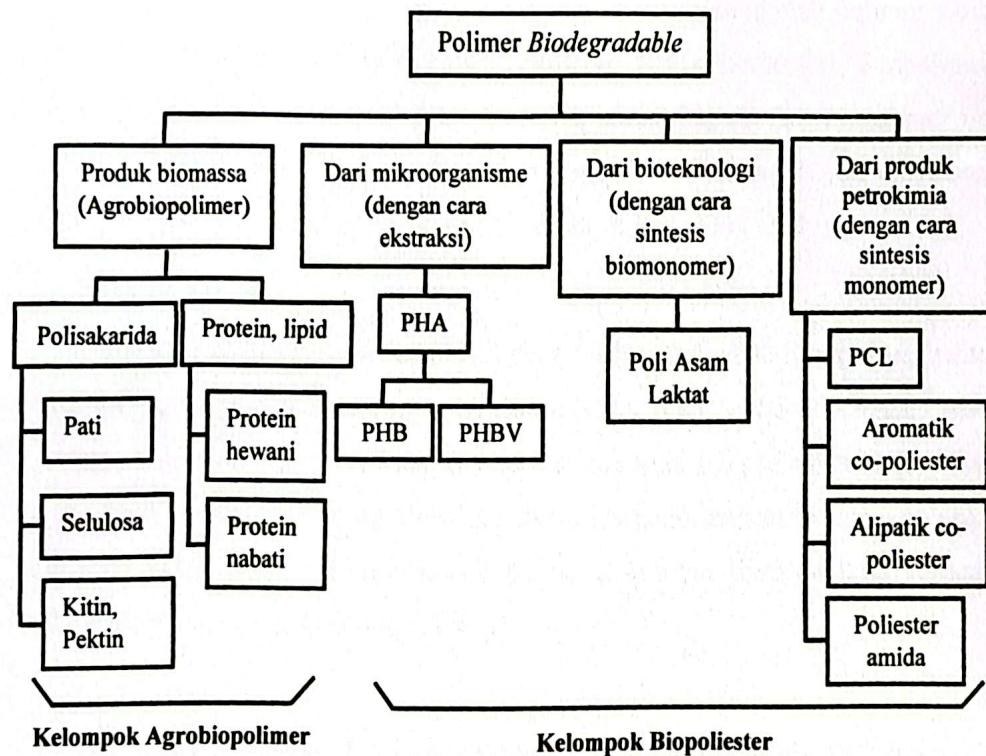 Polimer Biodegradable
Produk biomassa
(Agrobiopolimer)
Dari mikroorganisme
(dengan cara
ekstraksi)
Dari bioteknologi
(dengan cara
sintesis
biomonomer)
Dari produk
petrokimia
(dengan cara
sintesis
monomer)
Polisakarida
Protein, lipid
PHA
Poli Asam
Laktat
PCL
Pati
Protein
hewani
PHB
PHBV
Aromatik
co-poliester
Selulosa
Protein
nabati
Alipatik co-
poliester
Kitin,
Pektin
Poliester
amida
Kelompok Agrobiopolimer
Kelompok Biopoliester